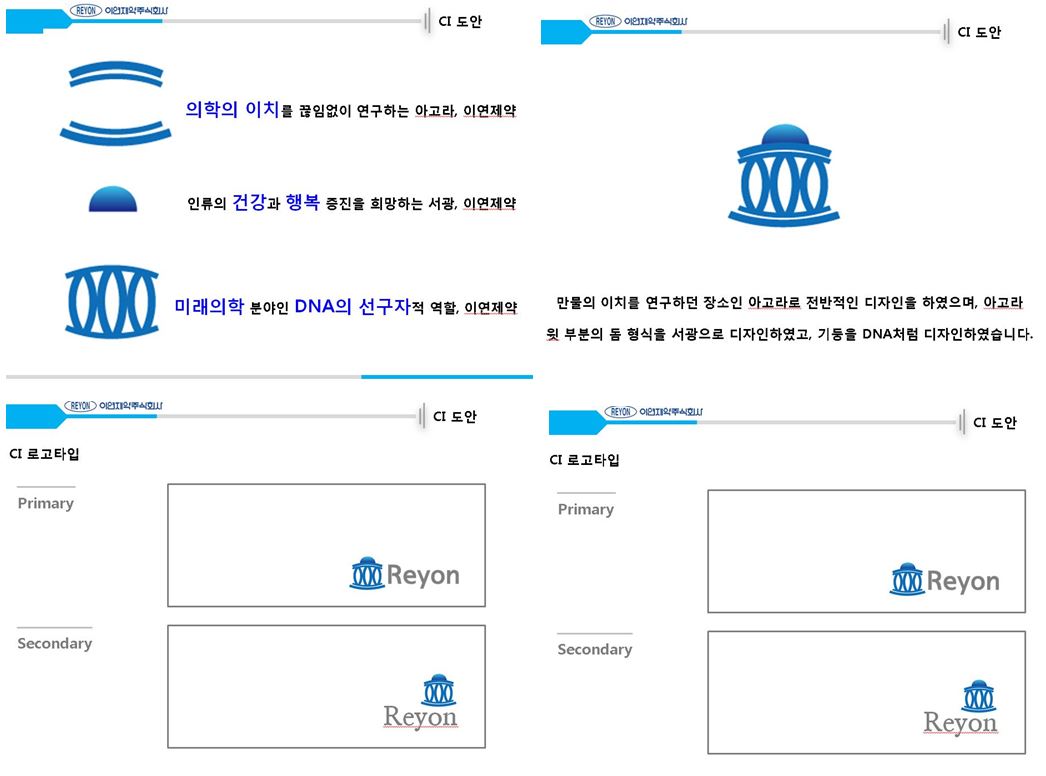 REYON 이연제약주식회사
CI 도안
의학의 이치를 끊임없이 연구하는 아고라, 이연제약
인류의 건강과 행복 증진을 희망하는 서광, 이연제약
미래의학 분야인 DNA의 선구자적 역할, 이연제약
REYON 이연제약주식회사
CI 도안
만물의 이치를 연구하던 장소인 아고라로 전반적인 디자인을 하였으며, 아고라
윗 부분의 돔 형식을 서광으로 디자인하였고, 기둥을 DNA처럼 디자인하였습니다.
REYON 이연제약주식회사
CI 도안
CI 로고타입
Primary
Reyon
Secondary
Reyon
REYON 이연제약주식회사
CI 도안
CI 로고타입
Primary
Reyon
Secondary
Reyon